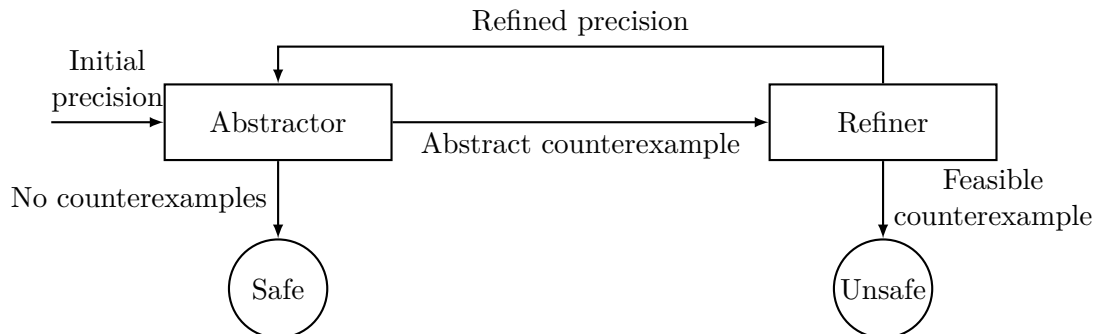 Refined precision
Initial
precision
Abstractor
Refiner
Abstract counterexample
No counterexamples
Feasible
counterexample
Safe
Unsafe